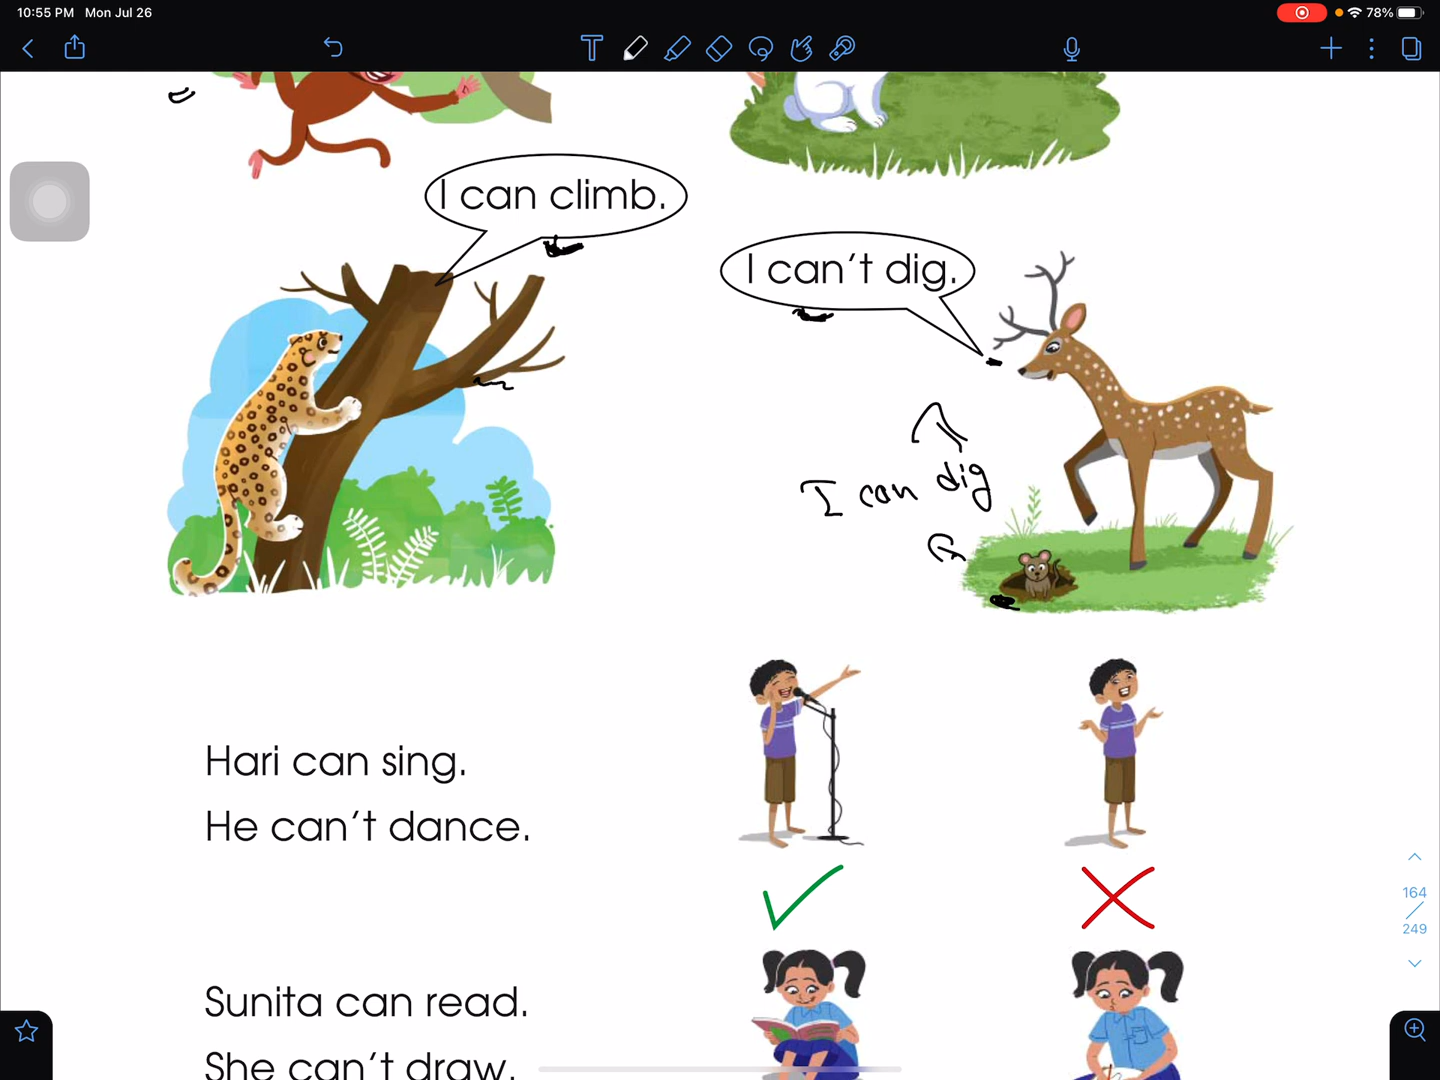 10:55 PM Mon Jul 26
78%
I can climb.
I can't dig.
I can dig
Hari can sing.
He can't dance.
164
249
Sunita can read.
She can't draw.